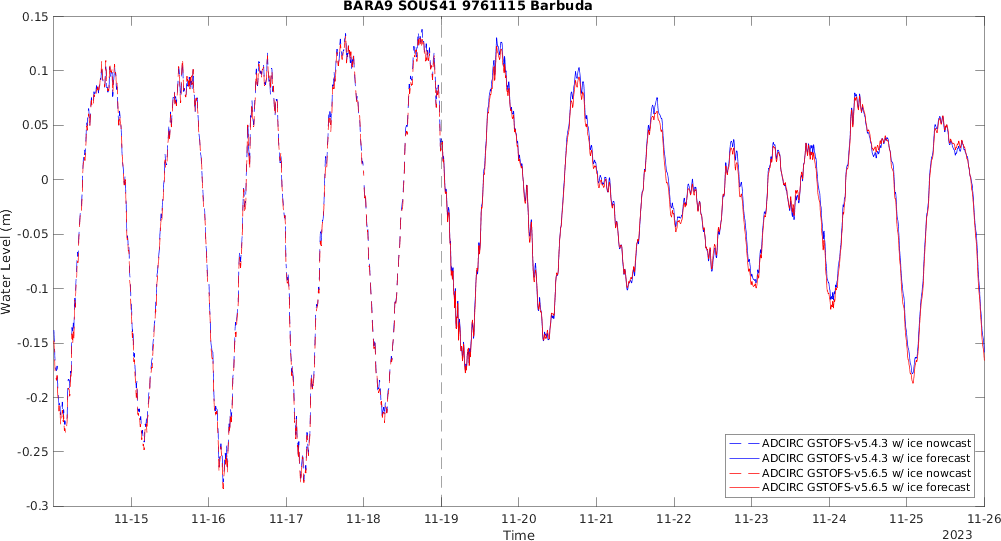 BARA9 SOUS41 9761115 Barbuda
0.15
0.1
0.05
0
-0.05
-0.1
-0.15
-0.2
-0.25
-0.3
Water Level (m)
ADCIRC GSTOFS-v5.4.3 w/ ice nowcast
ADCIRC GSTOFS-v5.4.3 w/ ice forecast
ADCIRC GSTOFS-v5.6.5 w/ ice nowcast
ADCIRC GSTOFS-v5.6.5 w/ ice forecast
11-15 11-16 11-17 11-18 11-19 11-20 11-21 11-22 11-23 11-24 11-25 11-26
Time
2023